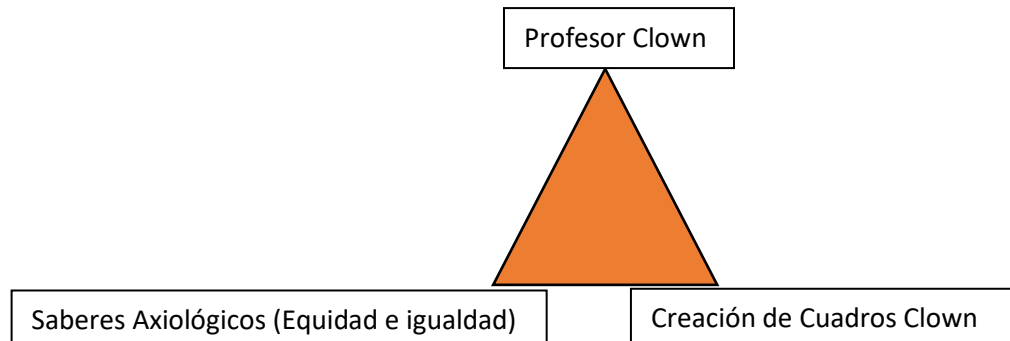 Profesor Clown
Saberes Axiológicos (Equidad e igualdad)
Creación de Cuadros Clown